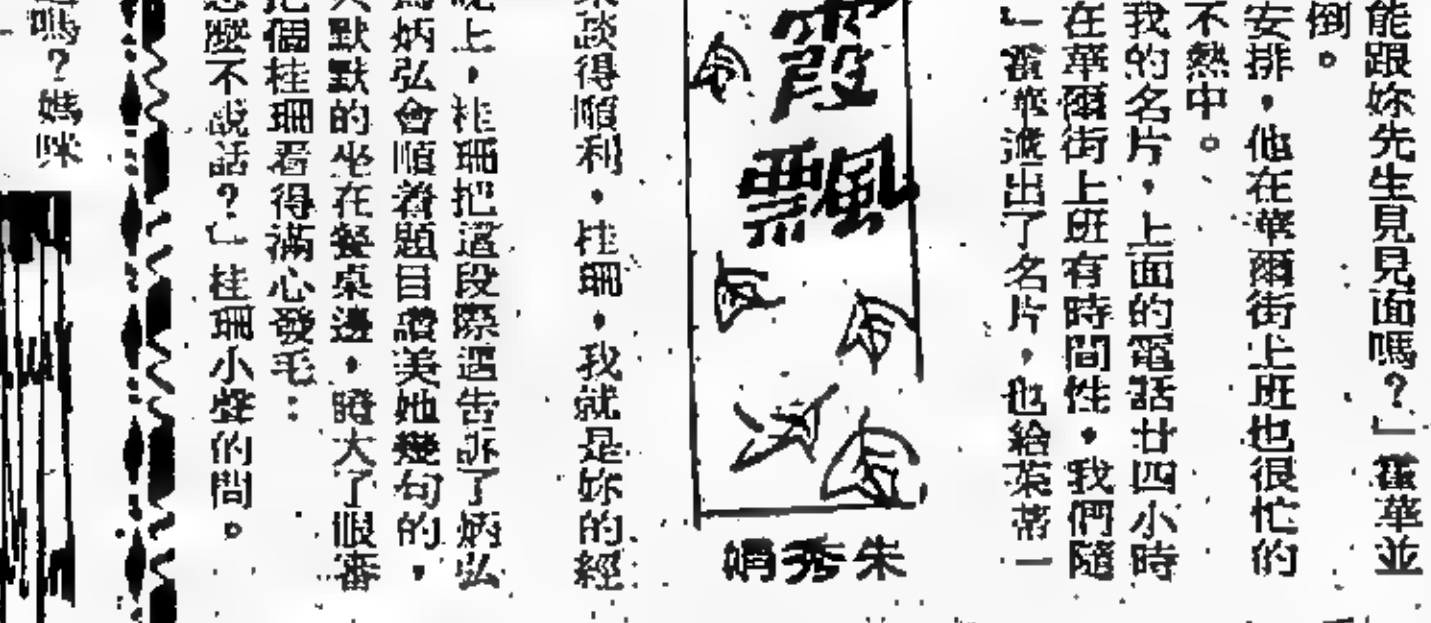 能跟妳先生見見面嗎？」霍華並
倒。
安排，他在華爾街上班也很忙的
不熱中。
我的名片，上面的電話廿四小時
在華爾街上班有時間性，我們隨
」霍華遞出了名片，也給茱蒂一
霞飄
朱秀娟
談得順利，桂珊，我就是妳的經
晚上，桂珊把這段際遇告訴了炳弘
炳弘會順着題目讚美她幾句的，
默默的坐在餐桌邊，瞪大了眼審
把個桂珊看得滿心發毛：
怎麼不說話？」桂珊小聲的問。
嗎？媽咪